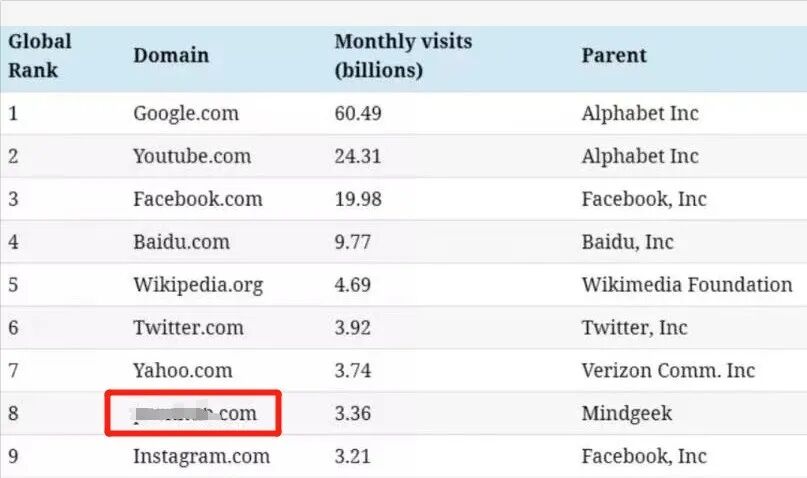 Global Rank Domain Monthly visits (billions) Parent
1 Google.com 60.49 Alphabet Inc
2 Youtube.com 24.31 Alphabet Inc
3 Facebook.com 19.98 Facebook, Inc
4 Baidu.com 9.77 Baidu, Inc
5 Wikipedia.org 4.69 Wikimedia Foundation
6 Twitter.com 3.92 Twitter, Inc
7 Yahoo.com 3.74 Verizon Comm. Inc
8 .com 3.36 Mindgeek
9 Instagram.com 3.21 Facebook, Inc